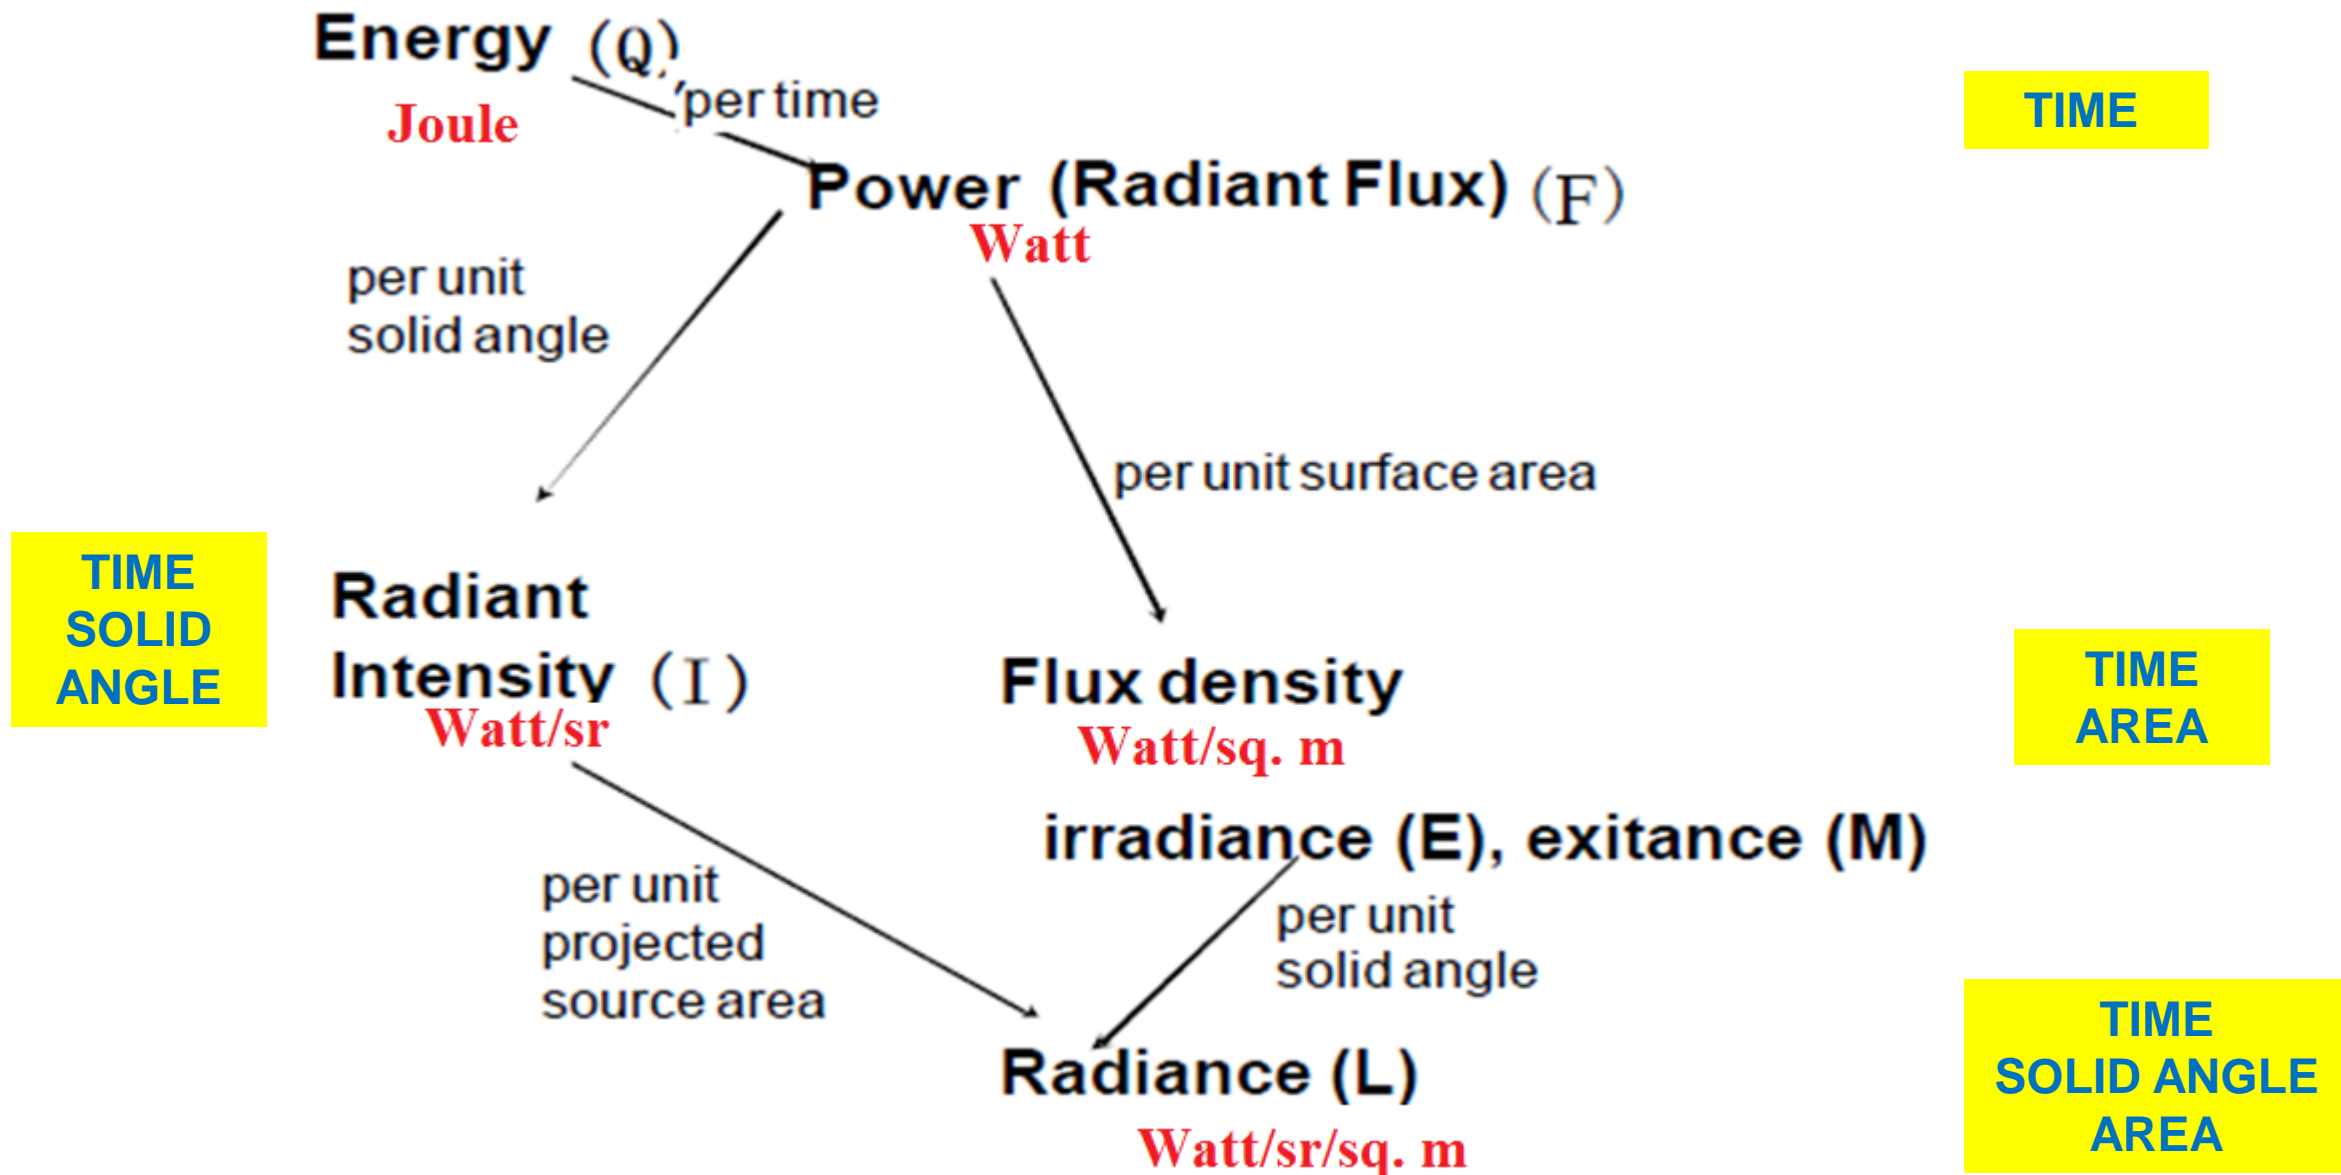 Energy (Q)
per time
Joule
TIME
Power (Radiant Flux) (F)
Watt
per unit
solid angle
per unit surface area
TIME
SOLID
ANGLE
Radiant
Intensity (I)
Watt/sr
Flux density
Watt/sq. m
TIME
AREA
irradiance (E), exitance (M)
per unit
projected
source area
per unit
solid angle
Radiance (L)
Watt/sr/sq. m
TIME
SOLID ANGLE
AREA